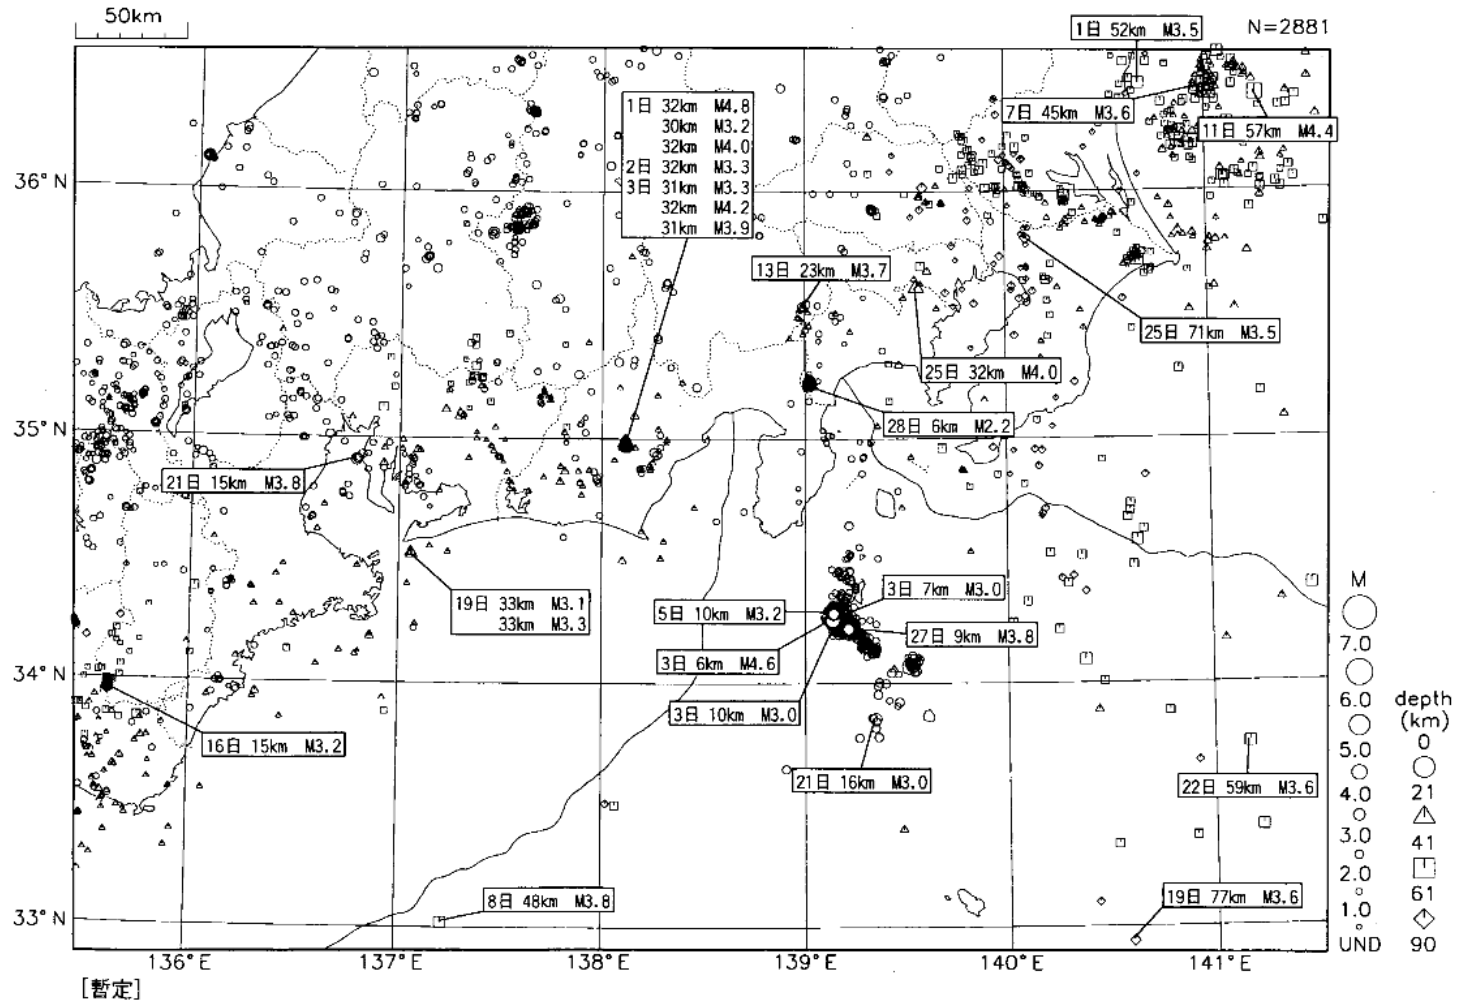 50km
N=2881
1日 52km M3.5
7日 45km M3.6
11日 57km M4.4
1日 32km M4.8
30km M3.2
32km M4.0
2日 32km M3.3
3日 31km M3.3
32km M4.2
31km M3.9
36° N
13日 23km M3.7
25日 71km M3.5
25日 32km M4.0
28日 6km M2.2
35° N
21日 15km M3.8
19日 33km M3.1
33km M3.3
5日 10km M3.2
3日 7km M3.0
27日 9km M3.8
3日 6km M4.6
3日 10km M3.0
34° N
16日 15km M3.2
21日 16km M3.0
22日 59km M3.6
8日 48km M3.8
19日 77km M3.6
33° N
136° E
137° E
138° E
139° E
140° E
141° E
M
7.0
6.0
5.0
4.0
3.0
2.0
1.0
UND
depth
(km)
0
21
41
61
90
[暫定]